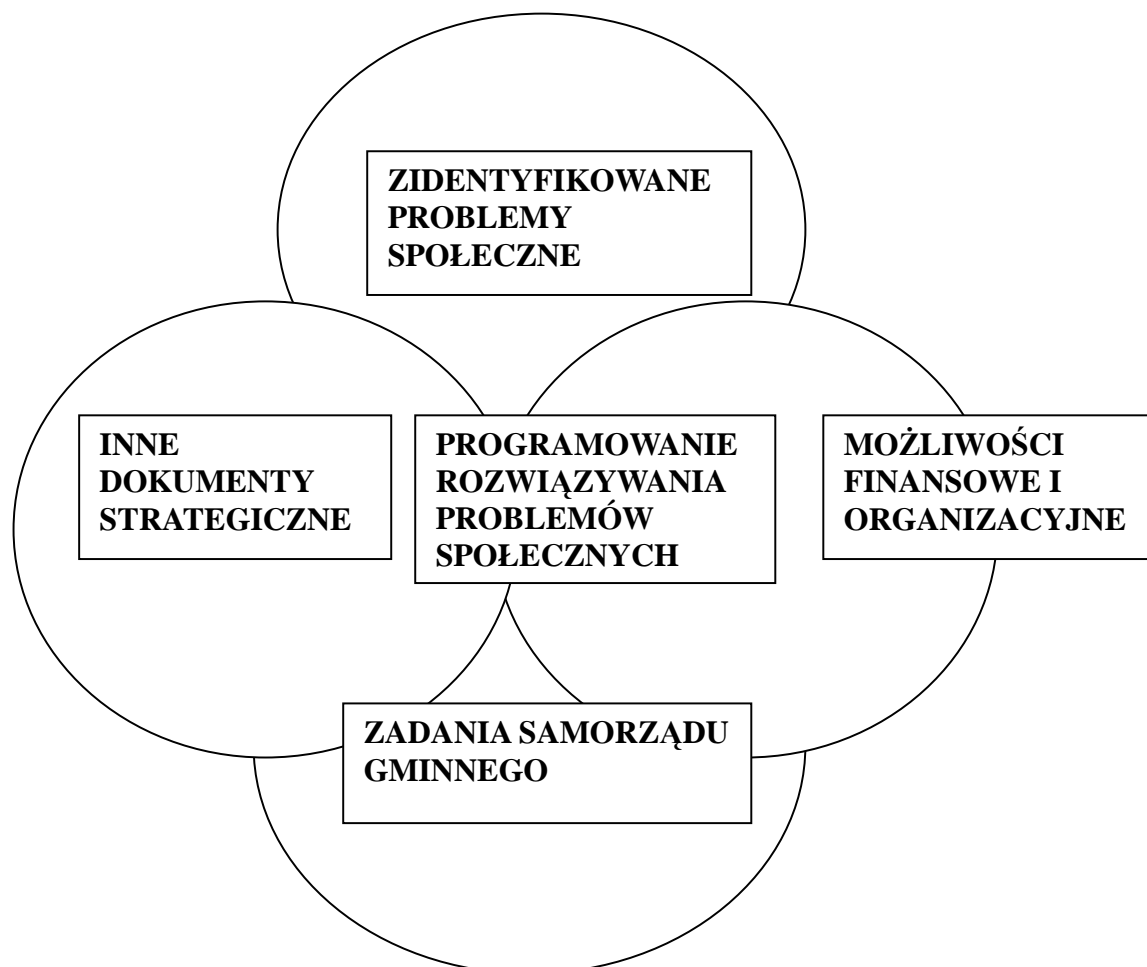 ZIDENTYFIKOWANE
PROBLEMY
SPOŁECZNE
INNE
DOKUMENTY
STRATEGICZNE
PROGRAMOWANIE
ROZWIĄZYWANIA
PROBLEMÓW
SPOŁECZNYCH
MOŻLIWOŚCI
FINANSOWE I
ORGANIZACYJNE
ZADANIA SAMORZĄDU
GMINNEGO